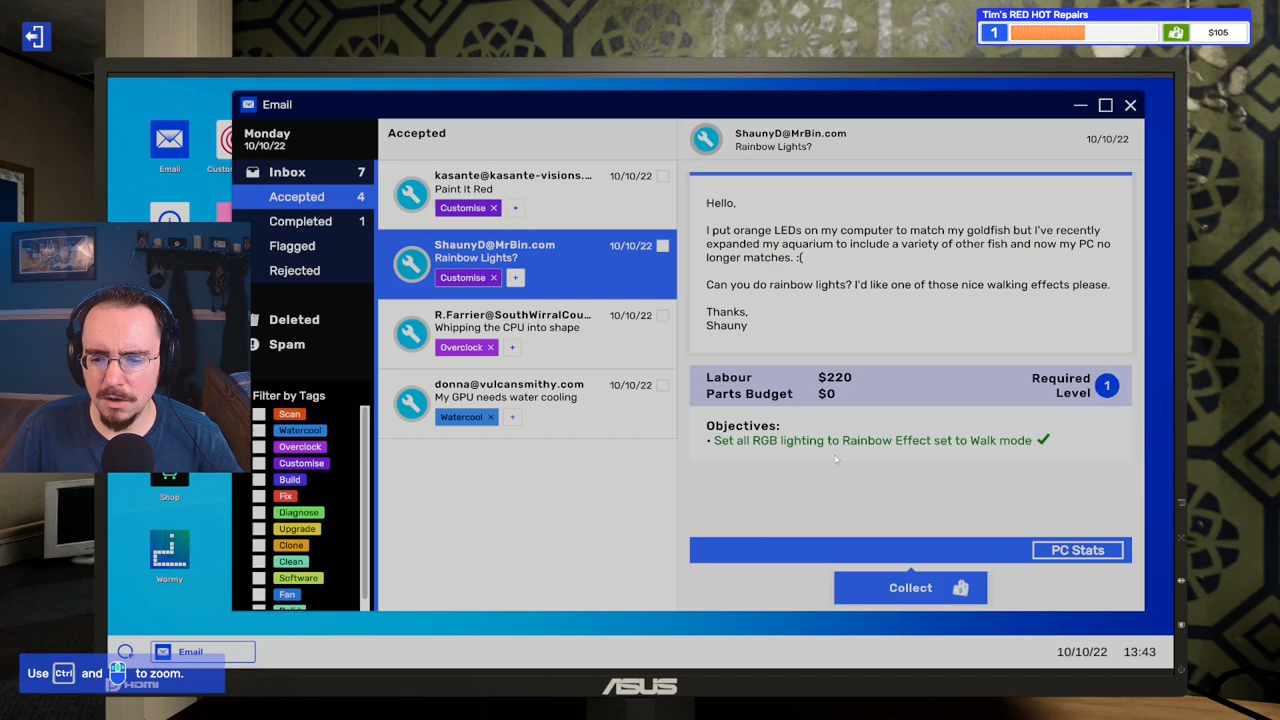 Tim's RED HOT Repairs
1
$105
Email
Monday
10/10/22
Inbox 7
Accepted 4
Completed 1
Flagged
Rejected
Deleted
Spam
Filter by Tags
Scan
Watercool
Overclock
Customise
Build
Fix
Diagnose
Upgrade
Clone
Clean
Software
Fan
Accepted
kasante@kasante-visions.... 10/10/22
Paint It Red
Customise × +
ShaunyD@MrBin.com 10/10/22
Rainbow Lights?
Customise × +
R.Farrier@SouthWirralCou... 10/10/22
Whipping the CPU into shape
Overclock × +
donna@vulcansmithy.com 10/10/22
My GPU needs water cooling
Watercool × +
ShaunyD@MrBin.com 10/10/22
Rainbow Lights?
Hello,
I put orange LEDs on my computer to match my goldfish but I've recently
expanded my aquarium to include a variety of other fish and now my PC no
longer matches. :(
Can you do rainbow lights? I'd like one of those nice walking effects please.
Thanks,
Shauny
Labour $220
Parts Budget $0
Required
Level 1
Objectives:
• Set all RGB lighting to Rainbow Effect set to Walk mode
PC Stats
Collect
Email
Shop
Wormy
Email
10/10/22 13:43
Use Ctrl and to zoom.
HDMI
ASUS